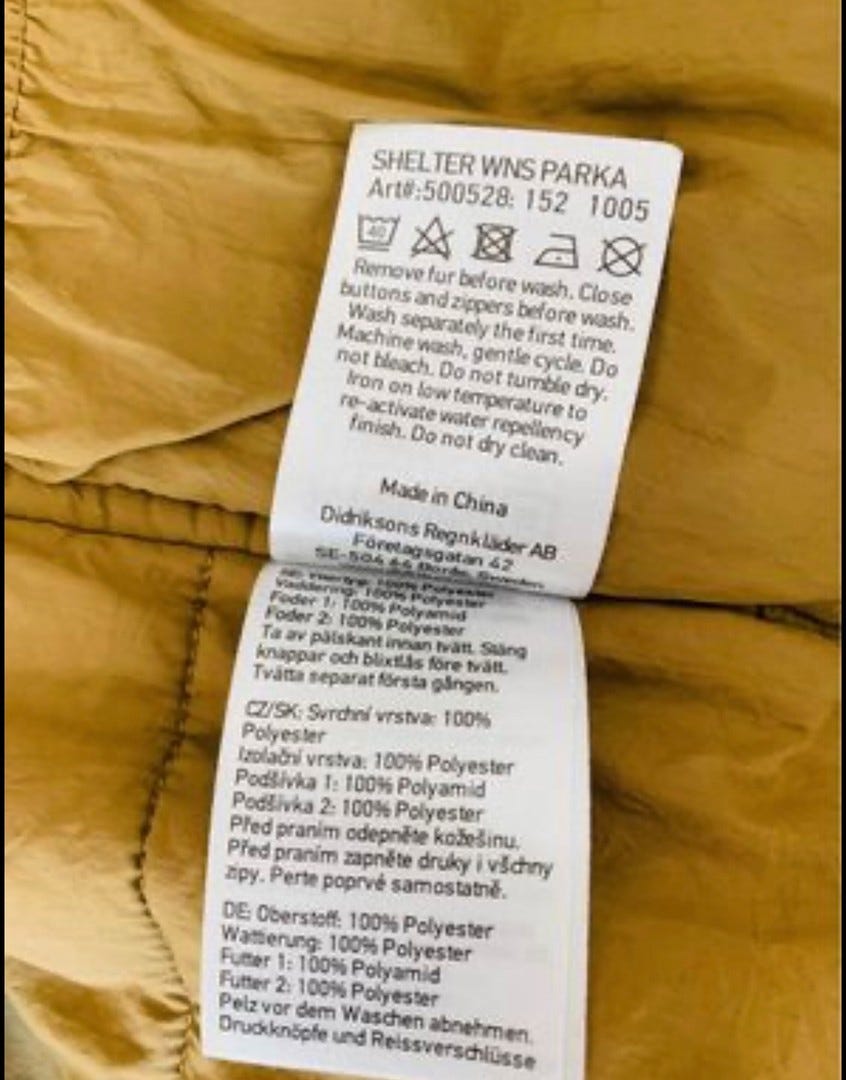 SHELTER WNS PARKA
Art#:500528: 152 1005
40
Remove fur before wash. Close
buttons and zippers before wash.
Wash separately the first time.
Machine wash, gentle cycle. Do
not bleach. Do not tumble dry.
Iron on low temperature to
re-activate water repellency
finish. Do not dry clean.
Made in China
Didriksons Regnkläder AB
Företagsgatan 42
Sweden
Vaddering: 100% Polyester
Foder 1: 100% Polyamid
Foder 2: 100% Polyester
Ta av pälskant innan tvätt. Stäng
knappar och blixtlås före tvätt.
Tvätta separat första gången.
CZ/SK: Svrchní vrstva: 100%
Polyester
Izolační vrstva: 100% Polyester
Podšívka 1: 100% Polyamid
Podšívka 2: 100% Polyester
Před praním odepněte kožešinu.
Před praním zapněte druky i všchny
zipy. Perte poprvé samostatně.
DE: Oberstoff: 100% Polyester
Wattierung: 100% Polyester
Futter 1: 100% Polyamid
Futter 2: 100% Polyester
Pelz vor dem Waschen abnehmen.
Druckknöpfe und Reissverschlüsse